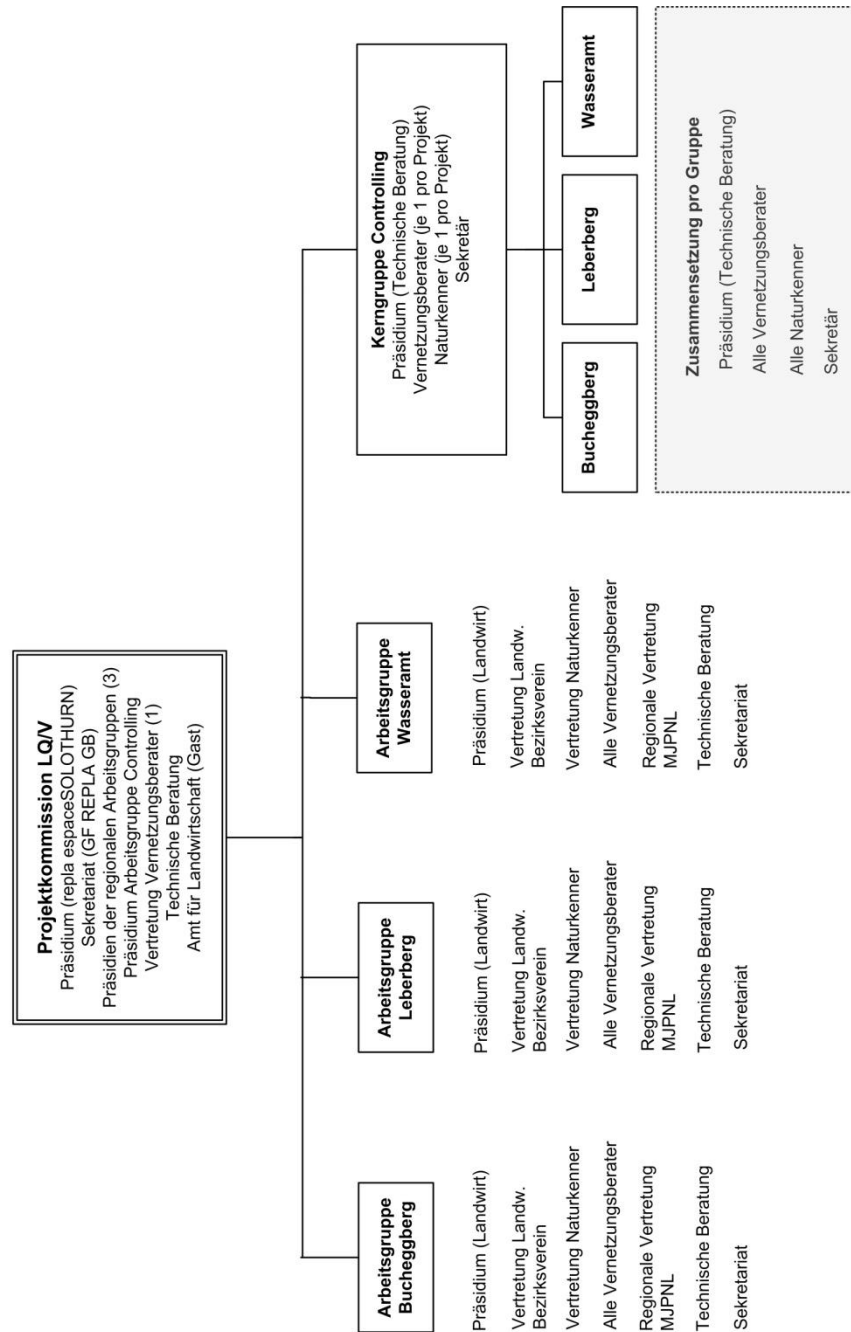 Projektkommission LQ/V
Präsidium (repla espaceSOLOTHURN)
Sekretariat (GF REPLA GB)
Präsidien der regionalen Arbeitsgruppen (3)
Präsidium Arbeitsgruppe Controlling
Vertretung Vernetzungsberater (1)
Technische Beratung
Amt für Landwirtschaft (Gast)
Arbeitsgruppe
Bucheggberg
Präsidium (Landwirt)
Vertretung Landw.
Bezirksverein
Vertretung Naturkenner
Alle Vernetzungsberater
Regionale Vertretung
MJPNL
Technische Beratung
Sekretariat
Arbeitsgruppe
Leberberg
Präsidium (Landwirt)
Vertretung Landw.
Bezirksverein
Vertretung Naturkenner
Alle Vernetzungsberater
Regionale Vertretung
MJPNL
Technische Beratung
Sekretariat
Arbeitsgruppe
Wasseramt
Präsidium (Landwirt)
Vertretung Landw.
Bezirksverein
Vertretung Naturkenner
Alle Vernetzungsberater
Regionale Vertretung
MJPNL
Technische Beratung
Sekretariat
Kerngruppe Controlling
Präsidium (Technische Beratung)
Vernetzungsberater (je 1 pro Projekt)
Naturkenner (je 1 pro Projekt)
Sekretär
Bucheggberg
Leberberg
Wasseramt
Zusammensetzung pro Gruppe
Präsidium (Technische Beratung)
Alle Vernetzungsberater
Alle Naturkenner
Sekretär